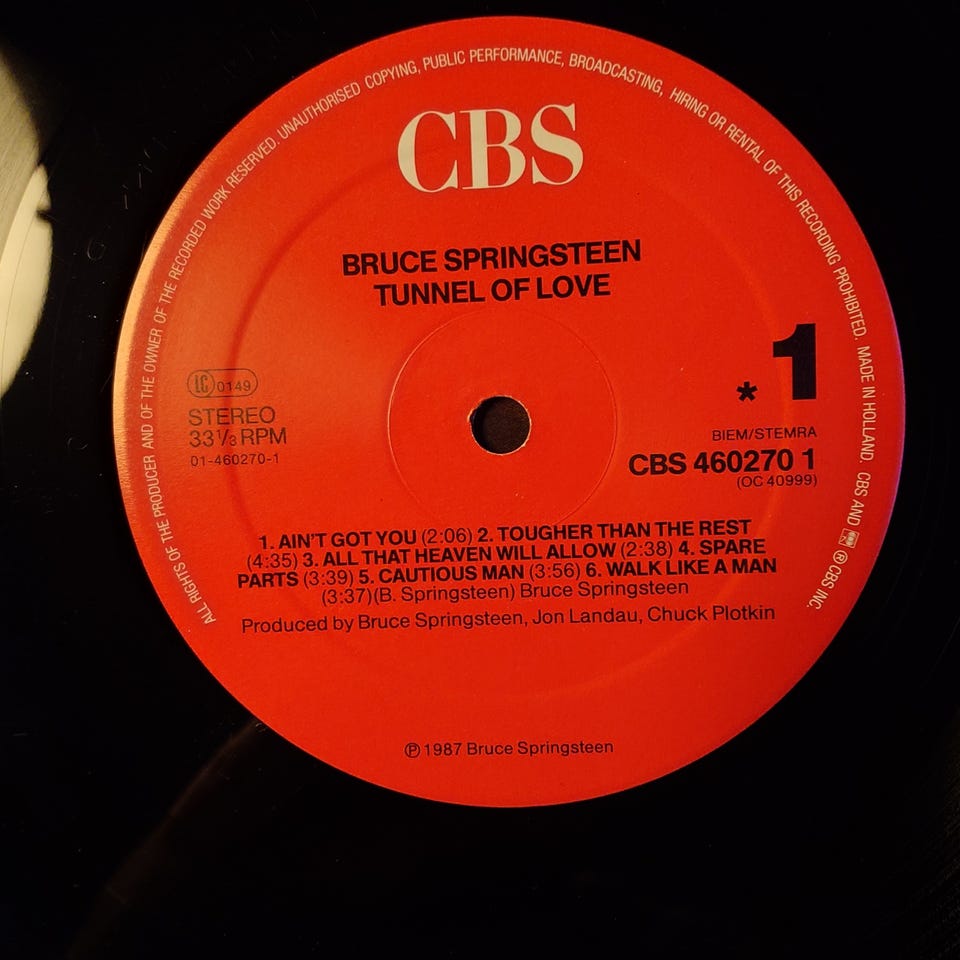 ALL RIGHTS OF THE PRODUCER AND OF THE OWNER OF THE RECORDED WORK RESERVED. UNAUTHORISED COPYING, PUBLIC PERFORMANCE, BROADCASTING, HIRING OR RENTAL OF THIS RECORDING PROHIBITED. MADE IN HOLLAND. CBS AND ® CBS INC.
CBS
BRUCE SPRINGSTEEN
TUNNEL OF LOVE
1
*
LC 0149
STEREO
33 1/3 RPM
01-460270-1
BIEM/STEMRA
CBS 460270 1
(OC 40999)
1. AIN'T GOT YOU (2:06) 2. TOUGHER THAN THE REST
(4:35) 3. ALL THAT HEAVEN WILL ALLOW (2:38) 4. SPARE
PARTS (3:39) 5. CAUTIOUS MAN (3:56) 6. WALK LIKE A MAN
(3:37)(B. Springsteen) Bruce Springsteen
Produced by Bruce Springsteen, Jon Landau, Chuck Plotkin
℗ 1987 Bruce Springsteen